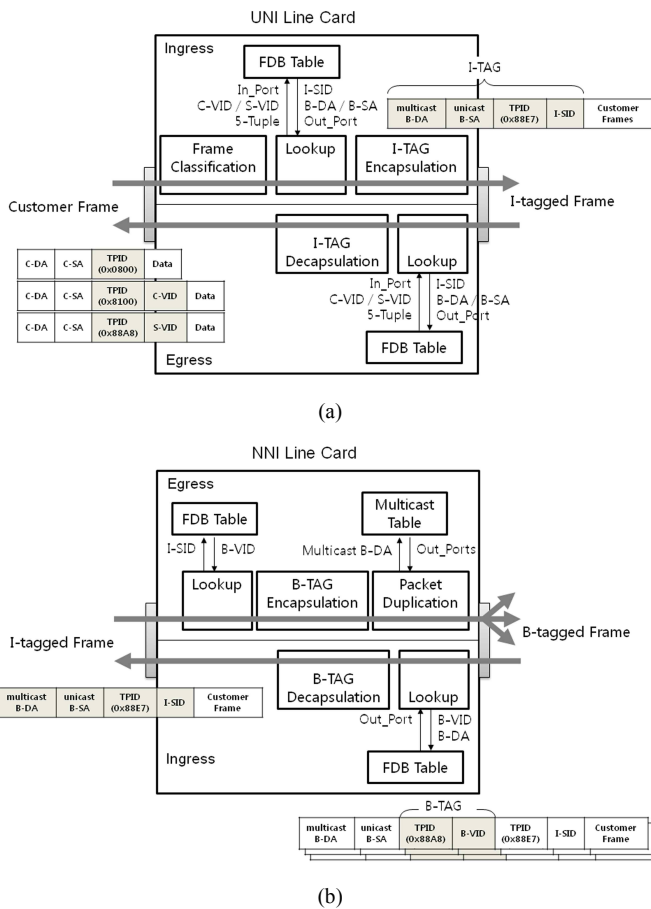 UNI Line Card
Ingress
FDB Table
I-TAG
In_Port
C-VID / S-VID
5-Tuple
I-SID
B-DA / B-SA
Out_Port
multicast B-DA
unicast B-SA
TPID (0x88E7)
I-SID
Customer Frames
Frame Classification
Lookup
I-TAG Encapsulation
Customer Frame
I-tagged Frame
I-TAG Decapsulation
Lookup
C-DA C-SA TPID (0x0800) Data
C-DA C-SA TPID (0x8100) C-VID Data
C-DA C-SA TPID (0x88A8) S-VID Data
In_Port
C-VID / S-VID
5-Tuple
I-SID
B-DA / B-SA
Out_Port
FDB Table
Egress
(a)
NNI Line Card
Egress
FDB Table
Multicast Table
I-SID
B-VID
Multicast B-DA
Out_Ports
Lookup
B-TAG Encapsulation
Packet Duplication
I-tagged Frame
B-tagged Frame
B-TAG Decapsulation
Lookup
multicast B-DA
unicast B-SA
TPID (0x88E7)
I-SID
Customer Frame
Out_Port
B-VID
B-DA
Ingress
FDB Table
B-TAG
multicast B-DA
unicast B-SA
TPID (0x88A8)
B-VID
TPID (0x88E7)
I-SID
Customer Frame
(b)